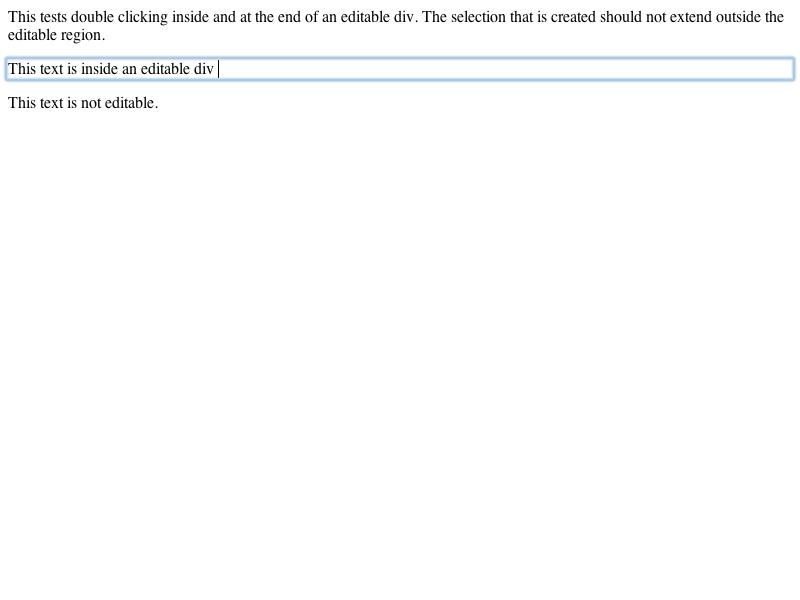 This tests double clicking inside and at the end of an editable div. The selection that is created should not extend outside the
editable region.
This text is inside an editable div
This text is not editable.